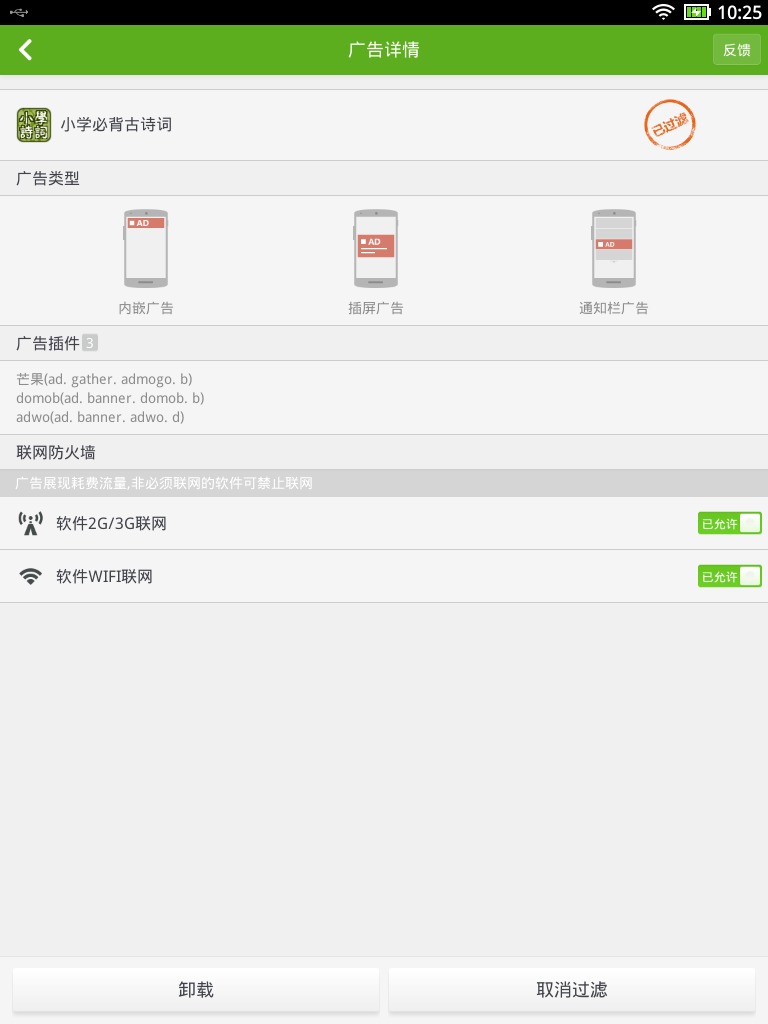 10:25
广告详情
反馈
小學
詩詞
小学必背古诗词
已过滤
广告类型
AD
AD
AD
内嵌广告
插屏广告
通知栏广告
广告插件 3
芒果(ad. gather. admogo. b)
domob(ad. banner. domob. b)
adwo(ad. banner. adwo. d)
联网防火墙
广告展现耗费流量,非必须联网的软件可禁止联网
软件2G/3G联网
已允许
软件WIFI联网
已允许
卸载
取消过滤